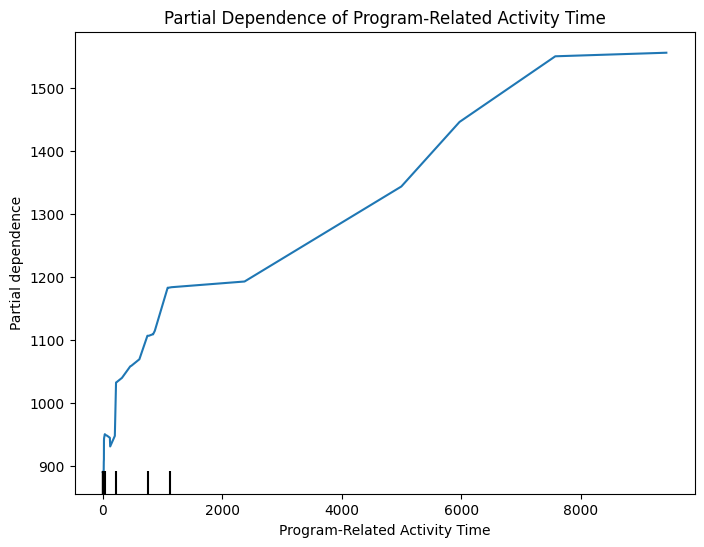 Partial Dependence of Program-Related Activity Time
1500
1400
1300
1200
1100
1000
900
Partial dependence
0 2000 4000 6000 8000
Program-Related Activity Time